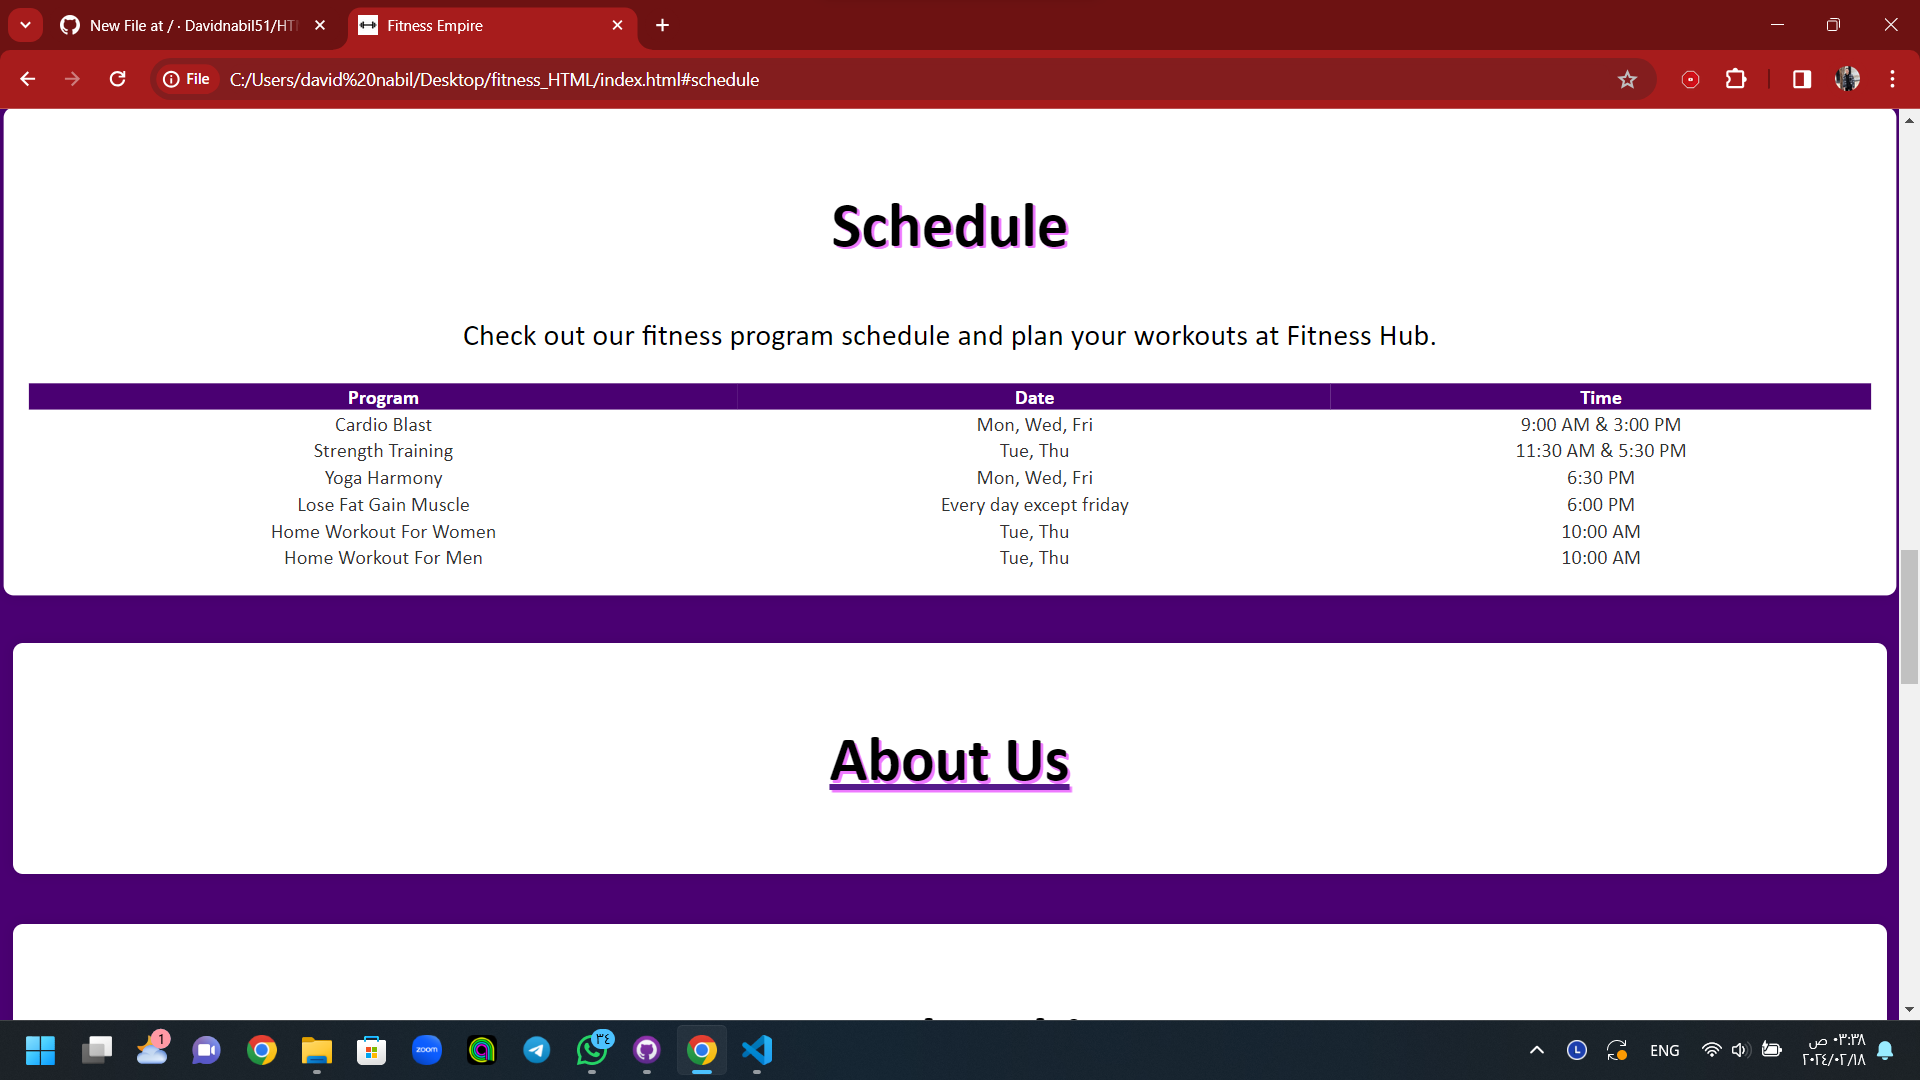 New File at / · Davidnabil51/HT
Fitness Empire
File
C:/Users/david%20nabil/Desktop/fitness_HTML/index.html#schedule
Schedule
Check out our fitness program schedule and plan your workouts at Fitness Hub.
Program Date Time
Cardio Blast Mon, Wed, Fri 9:00 AM & 3:00 PM
Strength Training Tue, Thu 11:30 AM & 5:30 PM
Yoga Harmony Mon, Wed, Fri 6:30 PM
Lose Fat Gain Muscle Every day except friday 6:00 PM
Home Workout For Women Tue, Thu 10:00 AM
Home Workout For Men Tue, Thu 10:00 AM
About Us
1
zoom
٣٤
L
ENG
٠٣:٣٨ ص
٢٠٢٤/٠٢/١٨